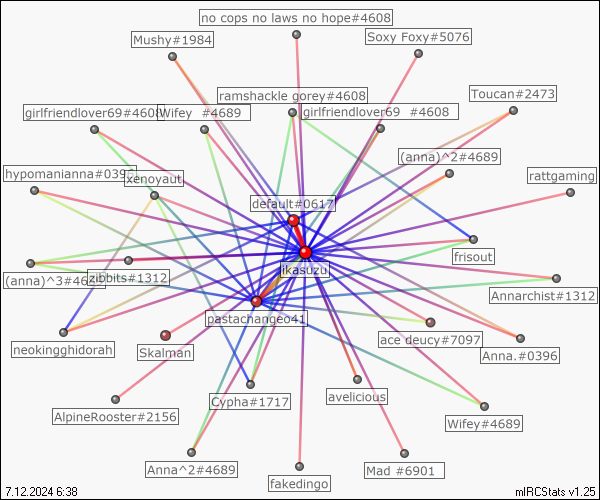 no cops no laws no hope#4608
Soxy Foxy#5076
Mushy#1984
ramshackle gorey#4608
Toucan#2473
girlfriendlover69#4608
Wifey #4689
girlfriendlover69 #4608
(anna)^2#4689
hypomanianna#039
xenoyaut
rattgaming
default#0617
frisout
ikasuzu
(anna)^3#46
zibbits#1312
Annarchist#1312
pastachangeo41
neokingghidorah
Skalman
ace deucy#7097
Anna.#0396
Cypha#1717
avelicious
AlpineRooster#2156
Wifey#4689
Anna^2#4689
Mad #6901
fakedingo
7.12.2024 6:38
mIRCStats v1.25